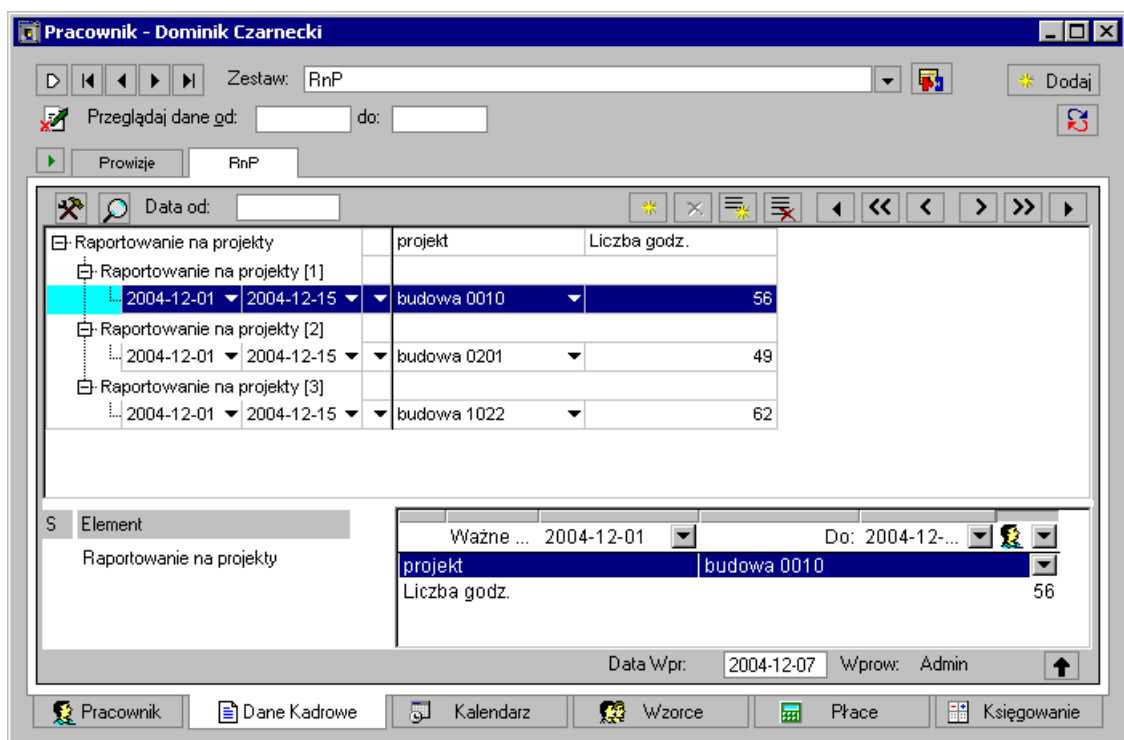 Pracownik - Dominik Czarnecki
Zestaw: RnP Dodaj
Przeglądaj dane od: do:
Prowizje RnP
Data od:
Raportowanie na projekty projekt Liczba godz.
Raportowanie na projekty [1]
2004-12-01 2004-12-15 budowa 0010 56
Raportowanie na projekty [2]
2004-12-01 2004-12-15 budowa 0201 49
Raportowanie na projekty [3]
2004-12-01 2004-12-15 budowa 1022 62
S Element
Ważne ... 2004-12-01 Do: 2004-12-...
Raportowanie na projekty
projekt budowa 0010
Liczba godz. 56
Data Wpr: 2004-12-07 Wprow: Admin
Pracownik Dane Kadrowe Kalendarz Wzorce Płace Księgowanie